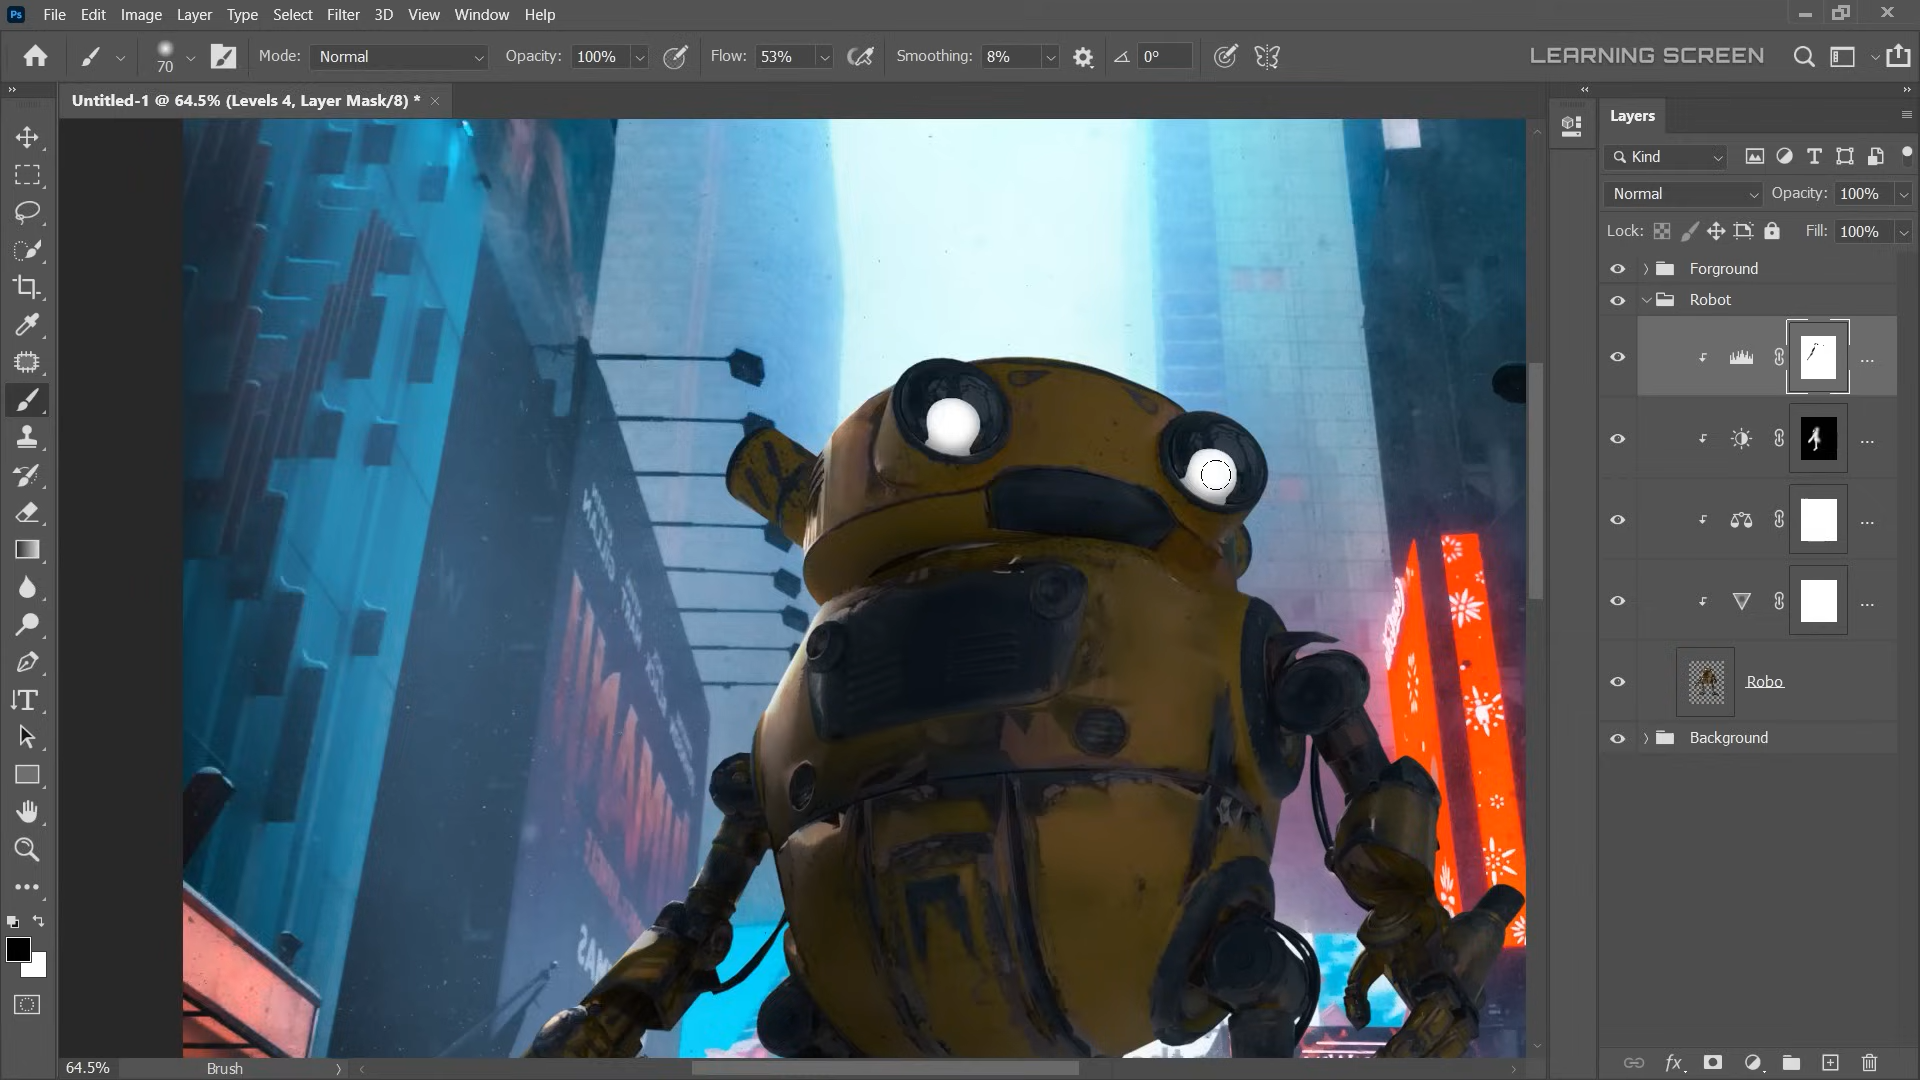 Ps File Edit Image Layer Type Select Filter 3D View Window Help
70 Mode: Normal Opacity: 100% Flow: 53% Smoothing: 8% 0° LEARNING SCREEN
Untitled-1 @ 64.5% (Levels 4, Layer Mask/8) *
Layers
Kind
Normal Opacity: 100%
Lock: Fill: 100%
Forground
Robot
Robo
Background
64.5% Brush
fx